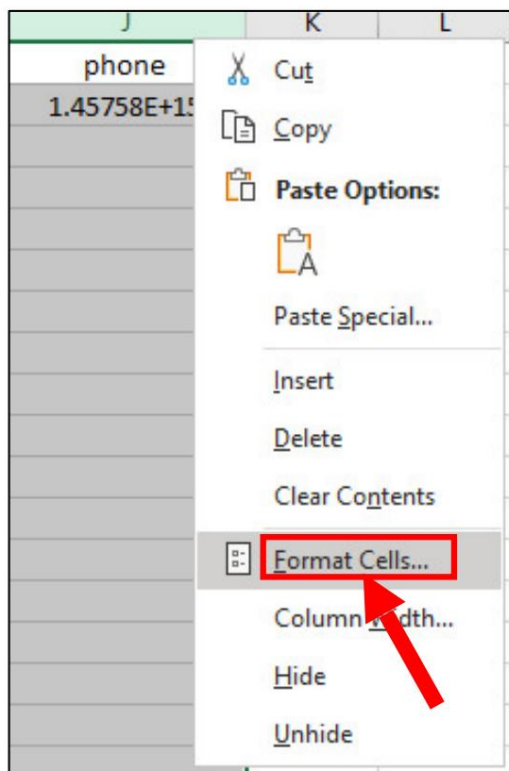 J K L
phone
1.45758E+15
Cut
Copy
Paste Options:
Paste Special...
Insert
Delete
Clear Contents
Format Cells...
Column Width...
Hide
Unhide